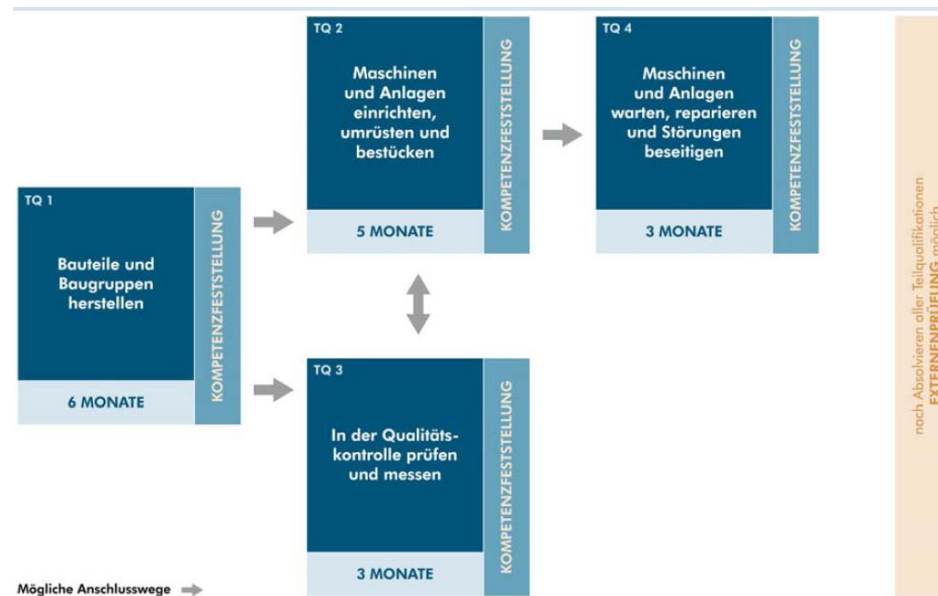 TQ 1
Bauteile und
Baugruppen
herstellen
6 MONATE
KOMPETENZFESTSTELLUNG
TQ 2
Maschinen
und Anlagen
einrichten,
umrüsten und
bestücken
5 MONATE
KOMPETENZFESTSTELLUNG
TQ 3
In der Qualitäts-
kontrolle prüfen
und messen
3 MONATE
KOMPETENZFESTSTELLUNG
TQ 4
Maschinen
und Anlagen
warten, reparieren
und Störungen
beseitigen
3 MONATE
KOMPETENZFESTSTELLUNG
nach Absolvieren aller Teilqualifikationen
EXTERNENPRÜFUNG möglich
Mögliche Anschlusswege